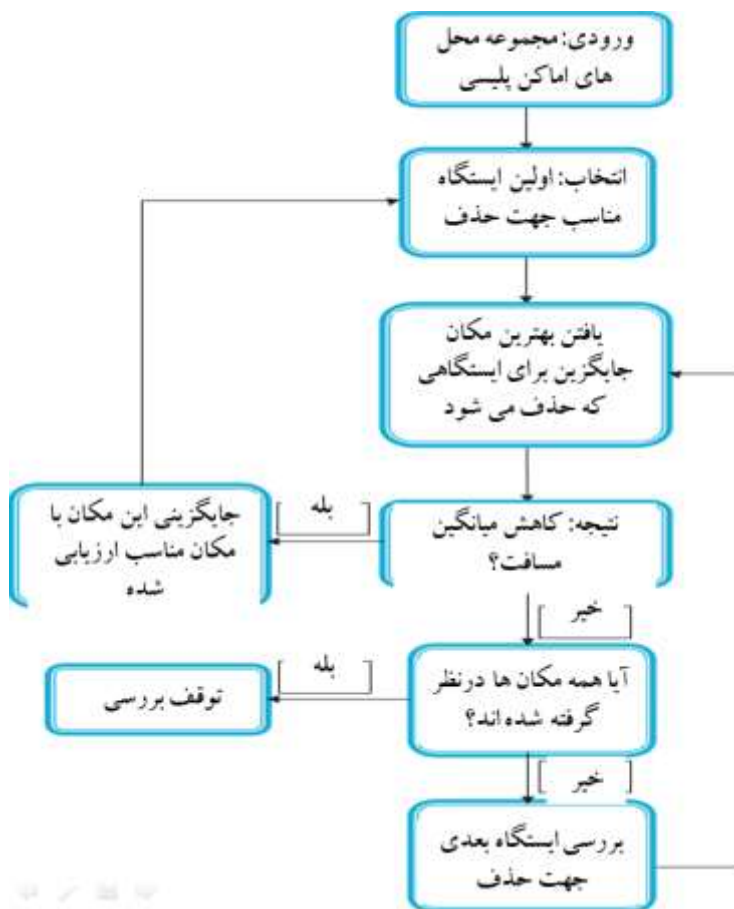 ورودی: مجموعه محل
های اماکن پلیسی
انتخاب: اولین ایستگاه
مناسب جهت حذف
یافتن بهترین مکان
جایگزین برای ایستگاهی
که حذف می شود
نتیجه: کاهش میانگین
مسافت؟
بله
جایگزینی این مکان با
مکان مناسب ارزیابی
شده
خیر
آیا همه مکان ها درنظر
گرفته شده اند؟
بله
توقف بررسی
خیر
بررسی ایستگاه بعدی
جهت حذف